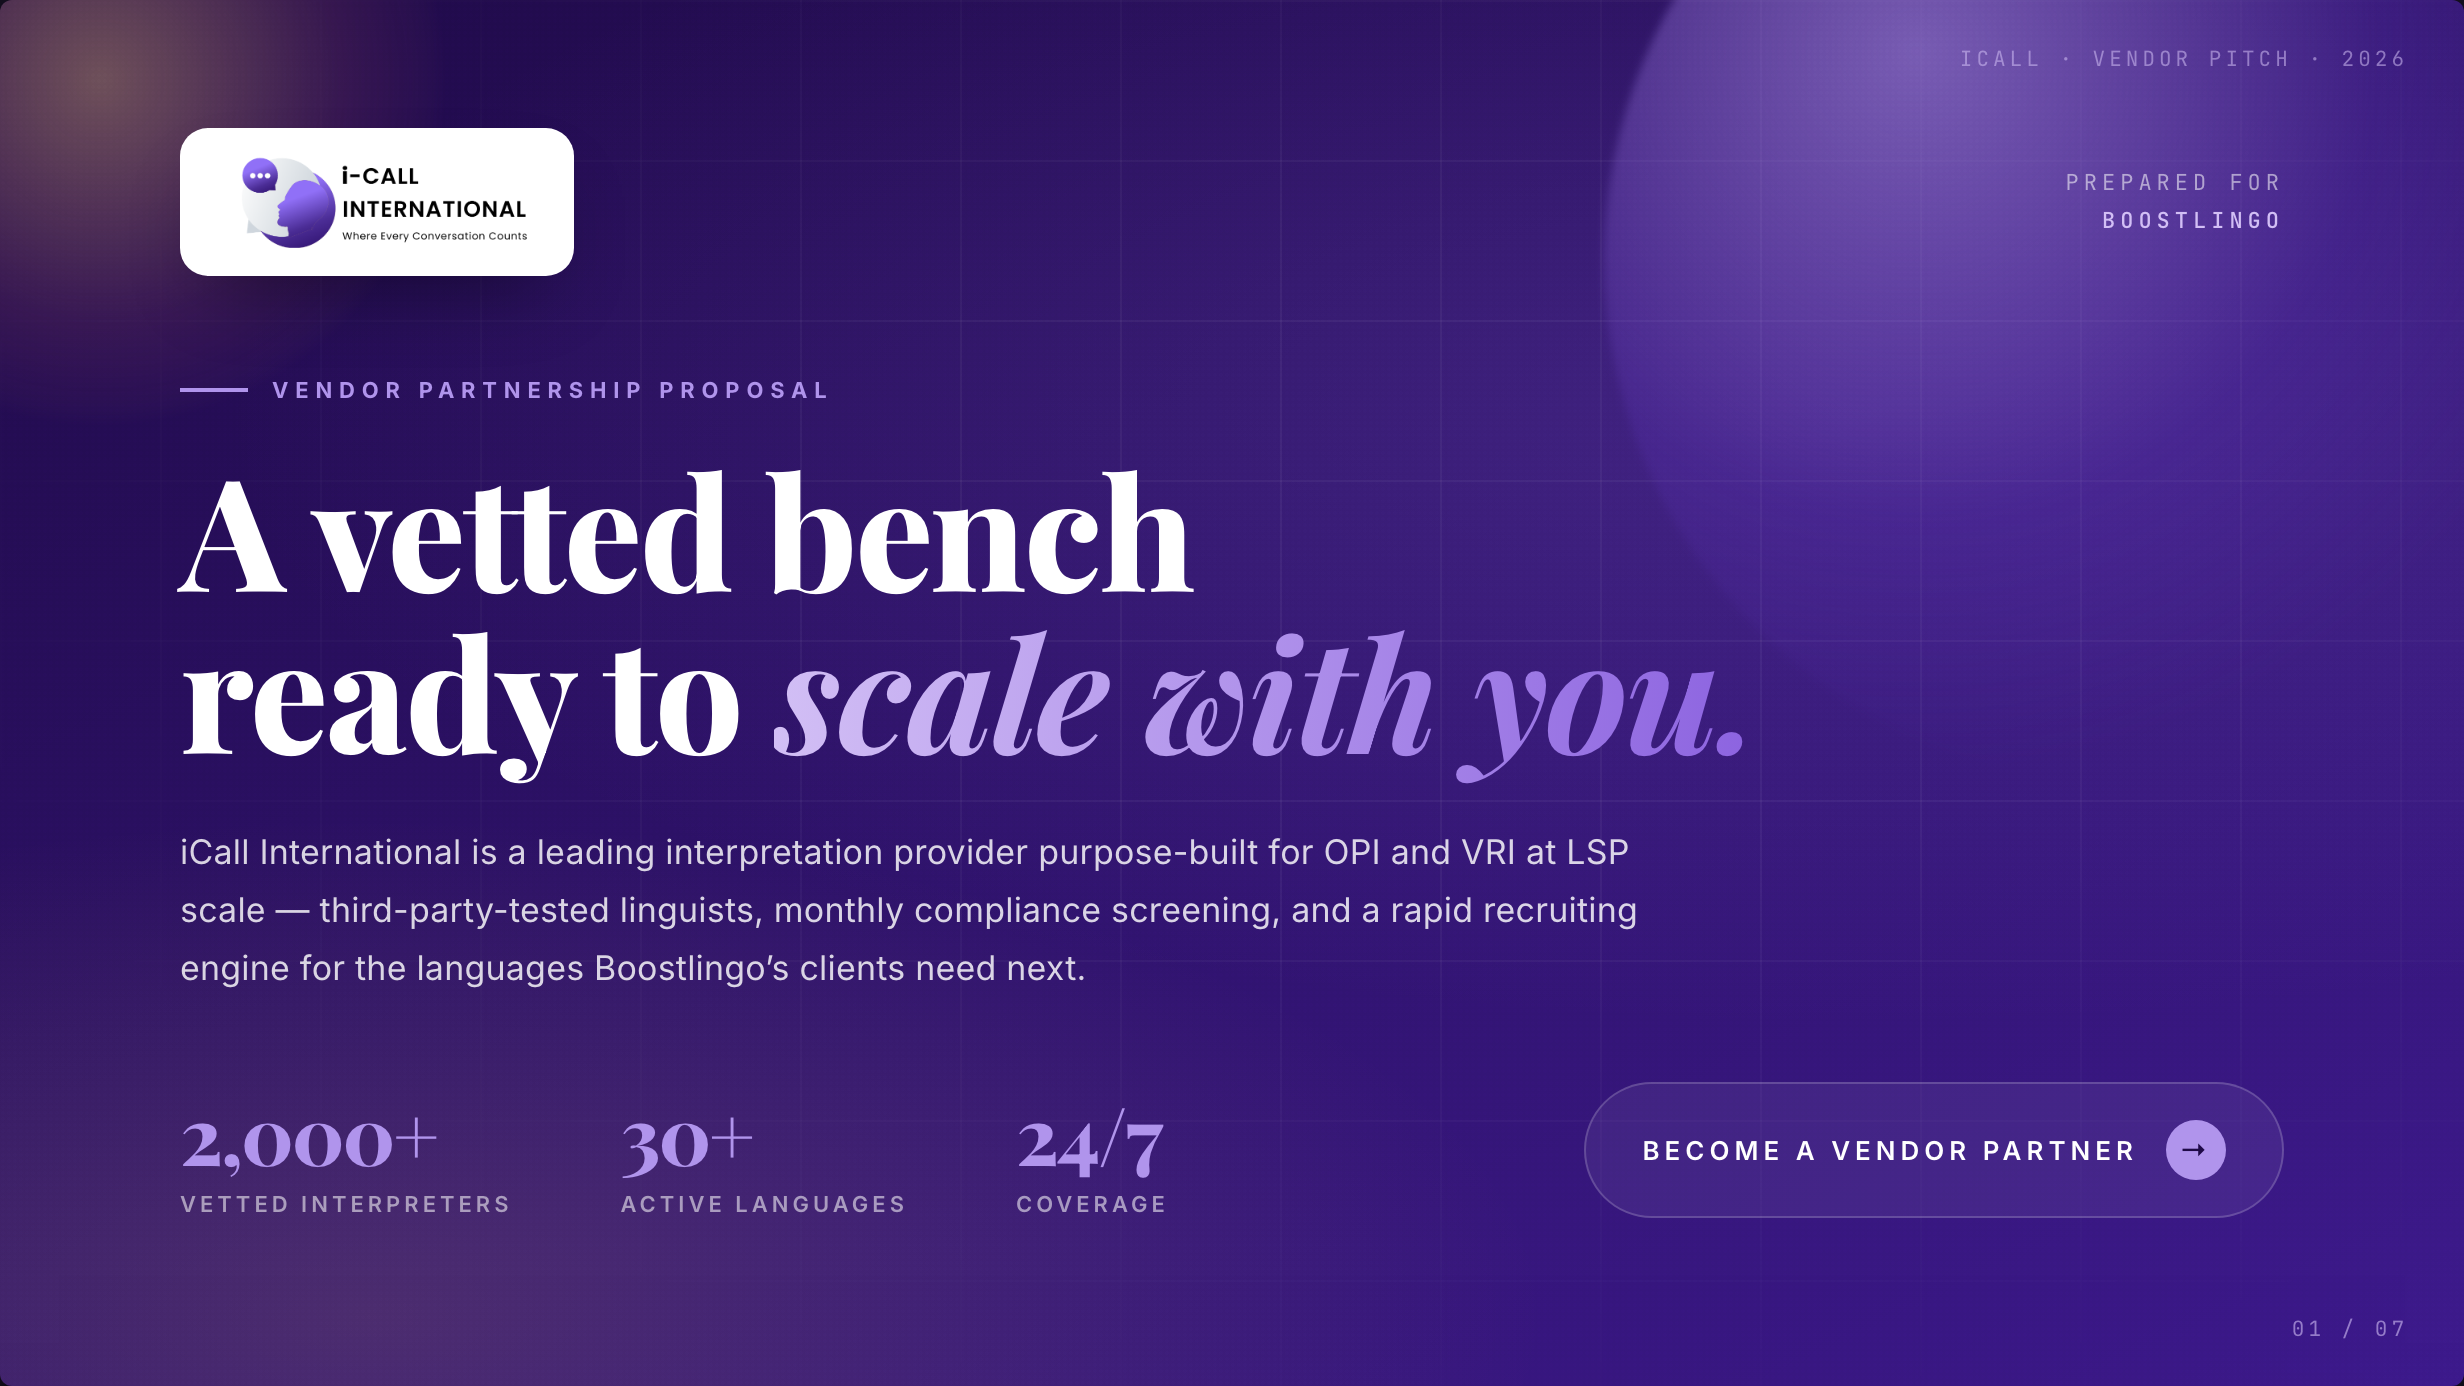 ICALL · VENDOR PITCH · 2026
i-CALL
INTERNATIONAL
Where Every Conversation Counts
PREPARED FOR
BOOSTLINGO
VENDOR PARTNERSHIP PROPOSAL
A vetted bench
ready to scale with you.
iCall International is a leading interpretation provider purpose-built for OPI and VRI at LSP
scale — third-party-tested linguists, monthly compliance screening, and a rapid recruiting
engine for the languages Boostlingo’s clients need next.
2,000+
VETTED INTERPRETERS
30+
ACTIVE LANGUAGES
24/7
COVERAGE
BECOME A VENDOR PARTNER →
01 / 07